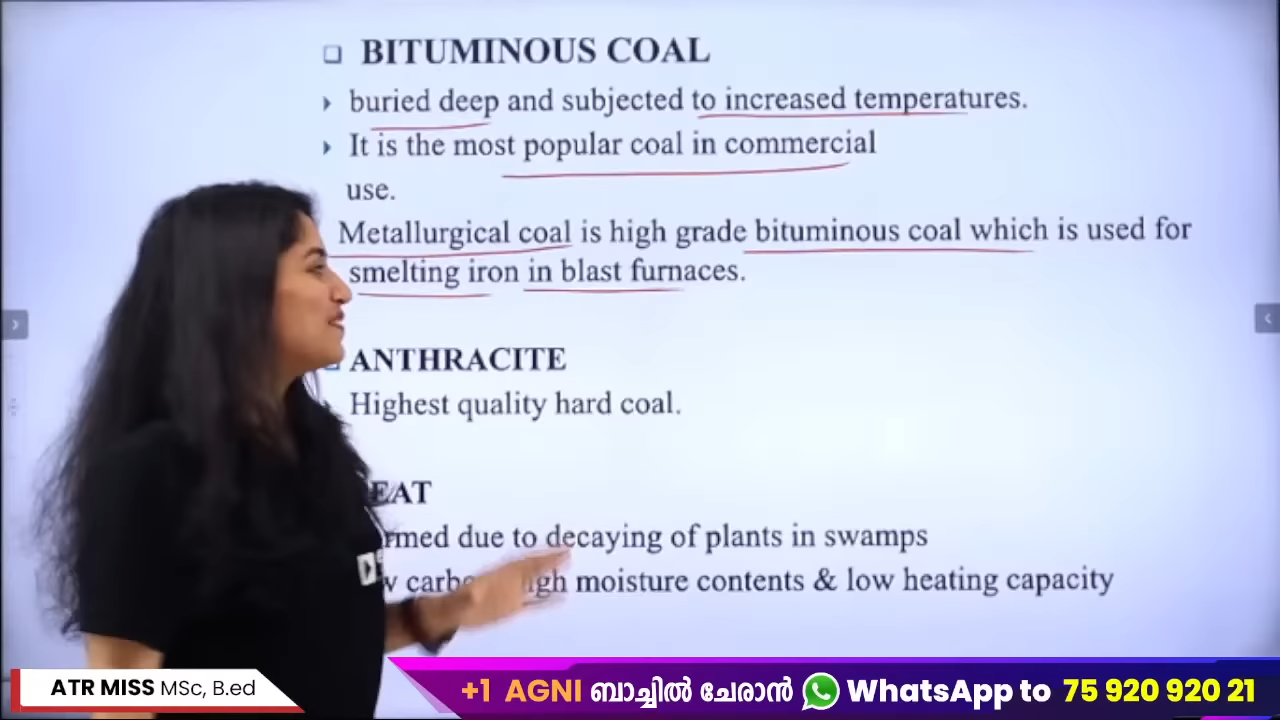 BITUMINOUS COAL
buried deep and subjected to increased temperatures.
It is the most popular coal in commercial
use.
Metallurgical coal is high grade bituminous coal which is used for
smelting iron in blast furnaces.
ANTHRACITE
Highest quality hard coal.
EAT
rmed due to decaying of plants in swamps
moisture contents & low heating capacity
ATR MISS MSc, B.ed
+1 AGNI ബാച്ചിൽ ചേരാൻ WhatsApp to 75 920 920 21